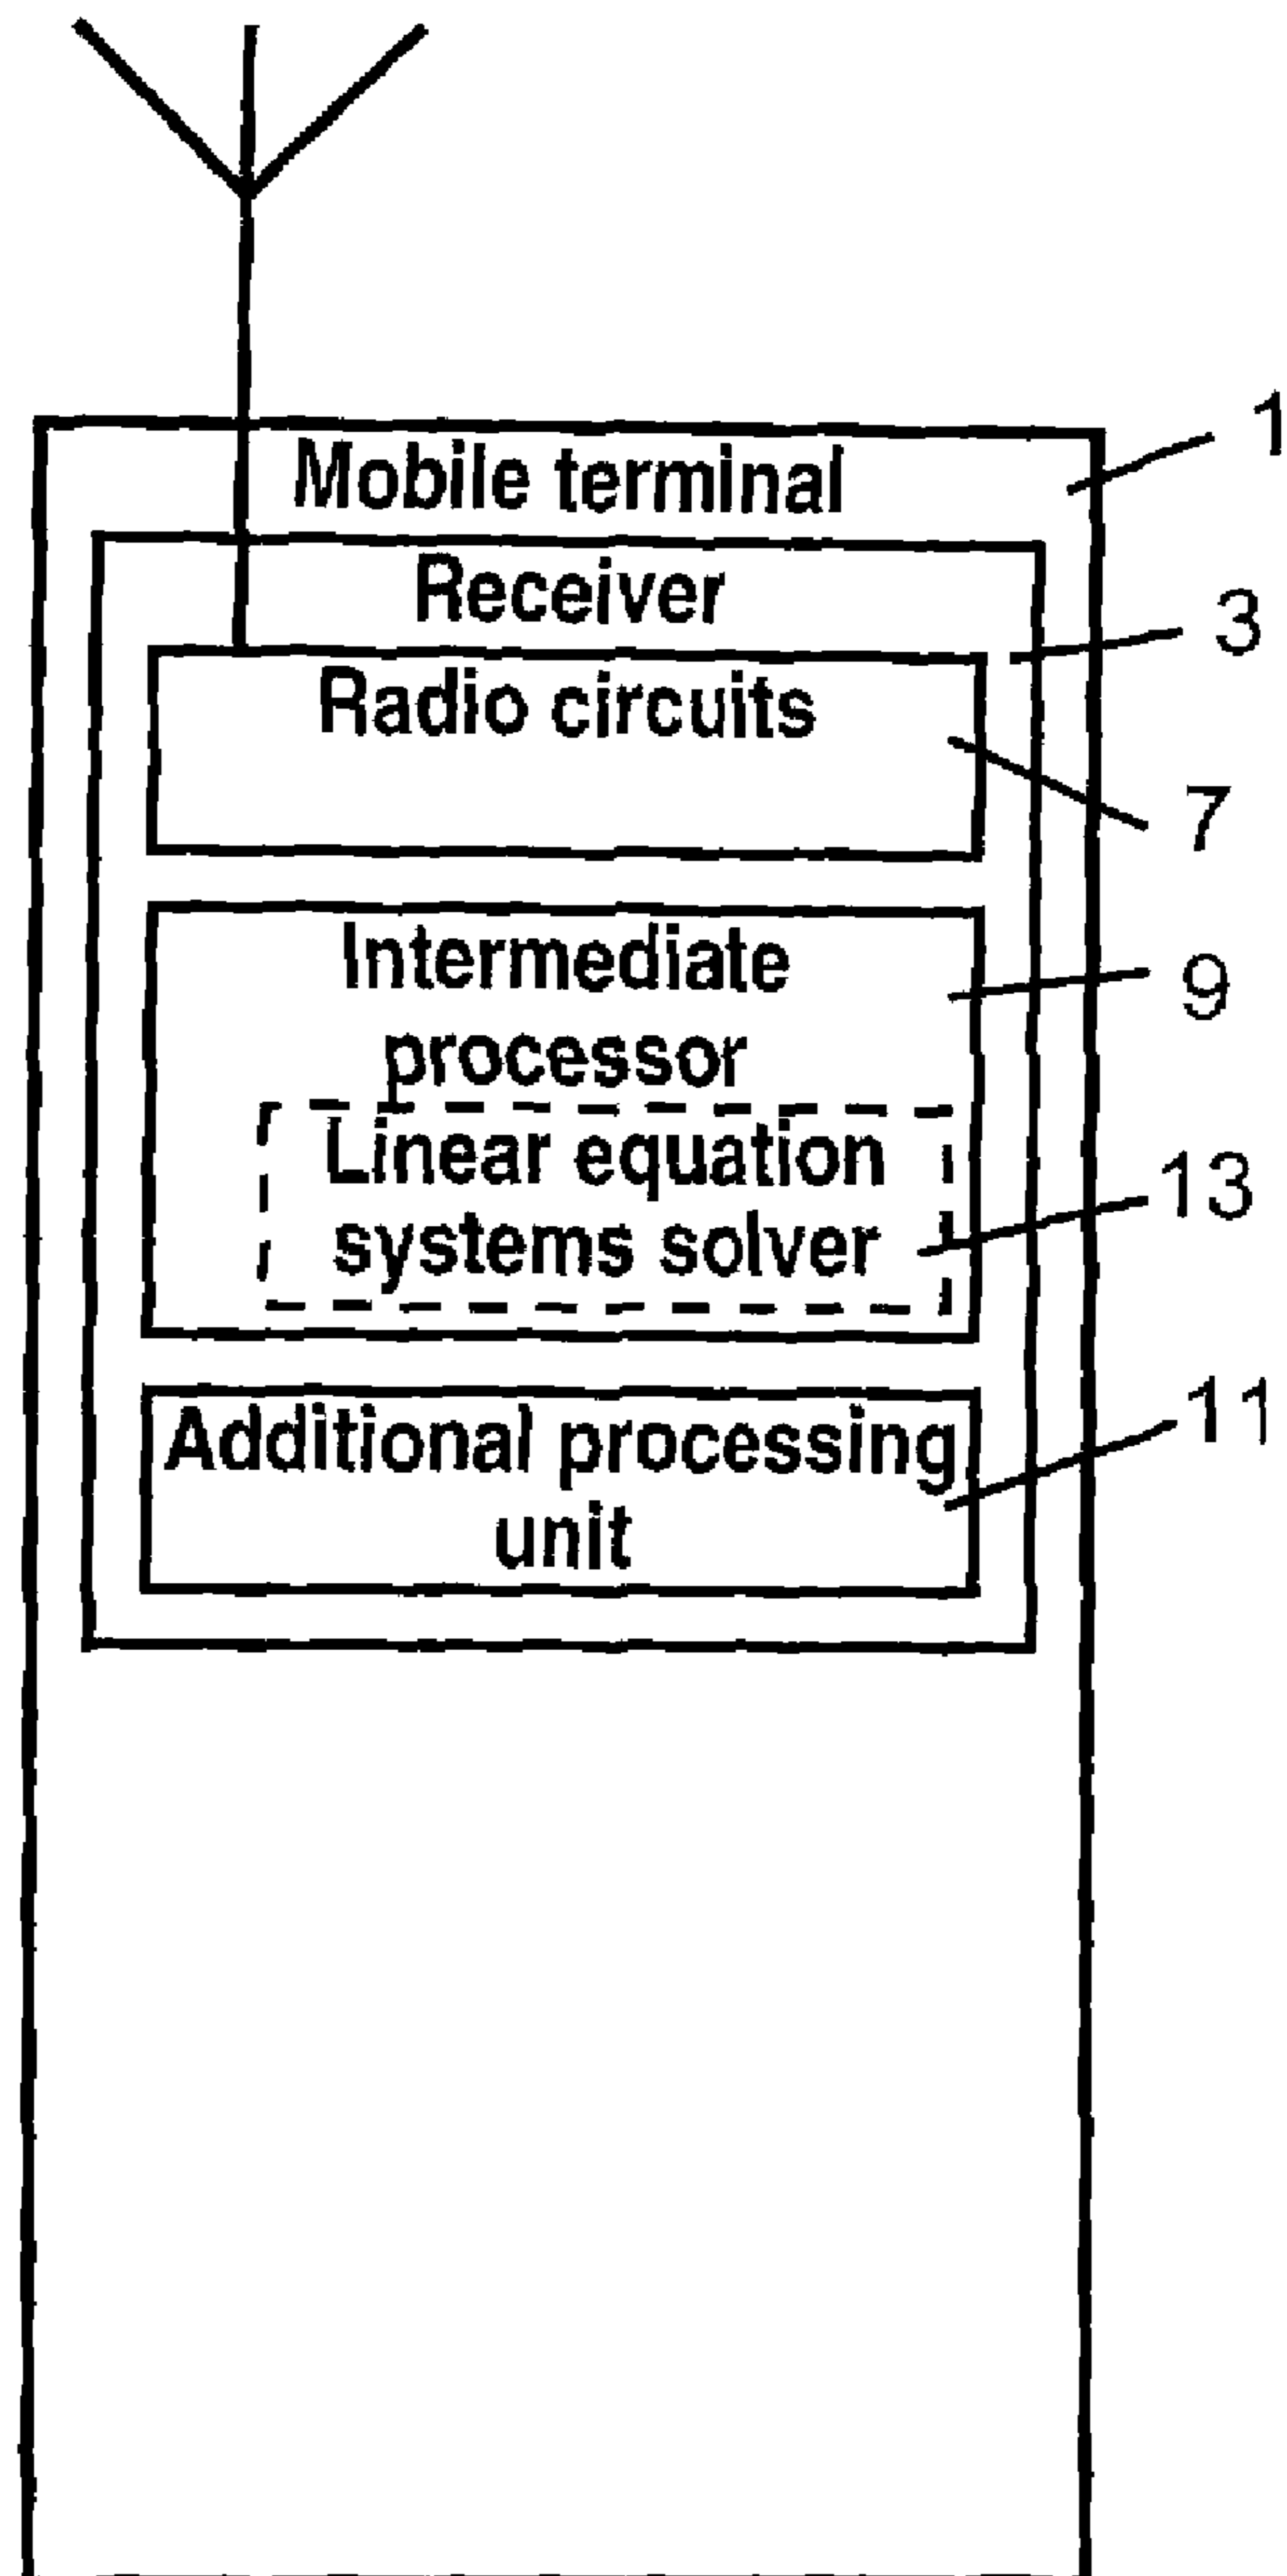 1
Mobile terminal
Receiver
3
Radio circuits
7
Intermediate
9
processor
Linear equation
13
systems solver
11
Additional processing
unit